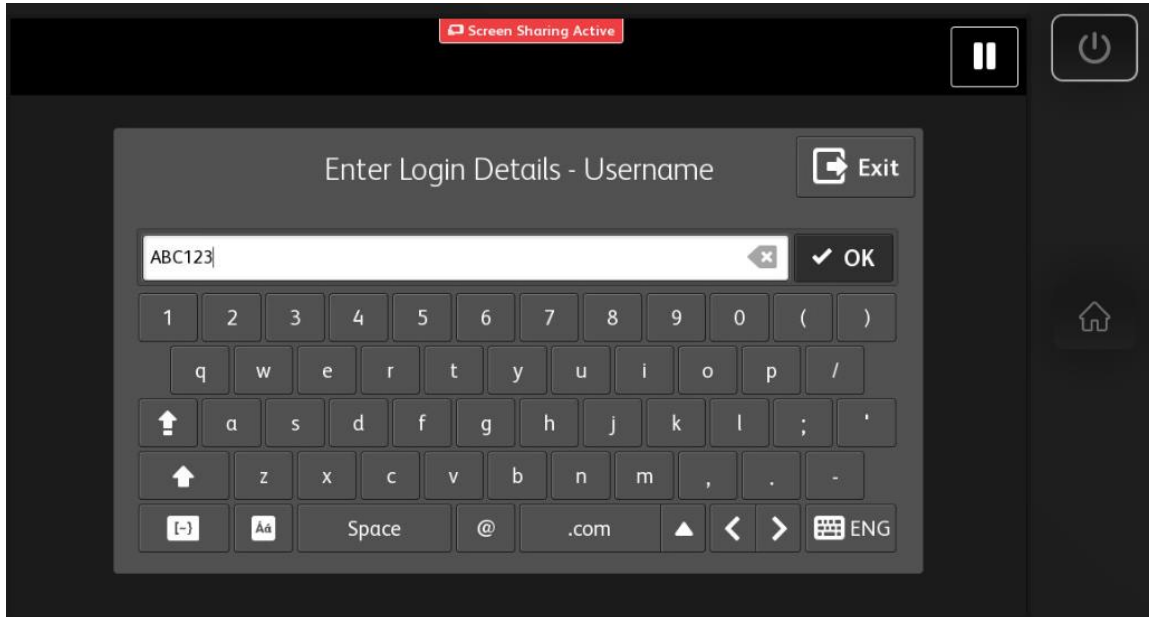 Screen Sharing Active
Enter Login Details - Username
Exit
ABC123
OK
1 2 3 4 5 6 7 8 9 0 ( )
q w e r t y u i o p /
a s d f g h j k l ; '
z x c v b n m , . -
[~] Áá Space @ .com ENG